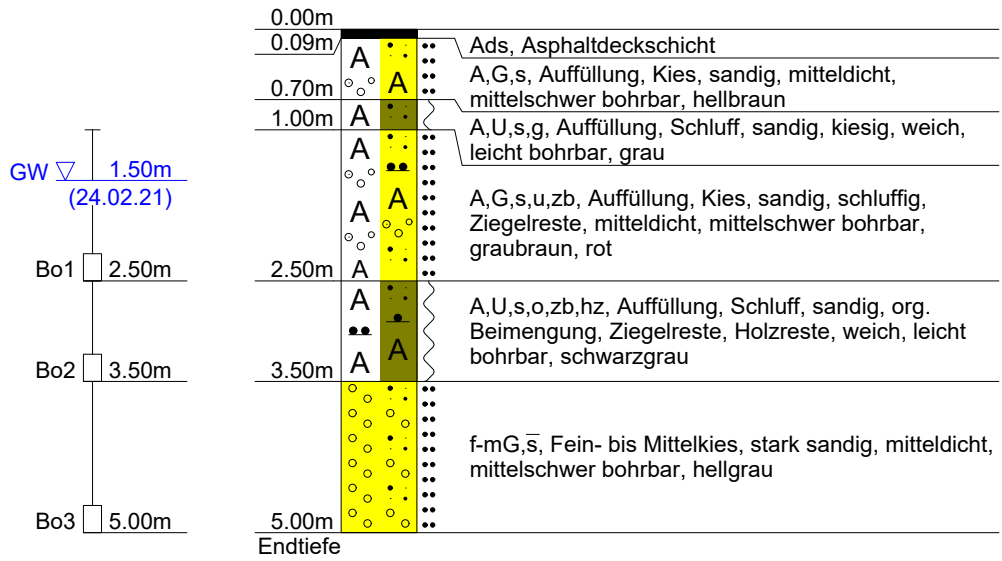 0.00m
0.09m
Ads, Asphaltdeckschicht
A
A
A,G,s, Auffüllung, Kies, sandig, mitteldicht,
mittelschwer bohrbar, hellbraun
0.70m
1.00m
A
A,U,s,g, Auffüllung, Schluff, sandig, kiesig, weich,
leicht bohrbar, grau
GW 1.50m
(24.02.21)
A
A
A
A
A,G,s,u,zb, Auffüllung, Kies, sandig, schluffig,
Ziegelreste, mitteldicht, mittelschwer bohrbar,
graubraun, rot
Bo1 2.50m
2.50m
A
A
A
A,U,s,o,zb,hz, Auffüllung, Schluff, sandig, org.
Beimengung, Ziegelreste, Holzreste, weich, leicht
bohrbar, schwarzgrau
Bo2 3.50m
3.50m
f-mG,s̅, Fein- bis Mittelkies, stark sandig, mitteldicht,
mittelschwer bohrbar, hellgrau
Bo3 5.00m
5.00m
Endtiefe